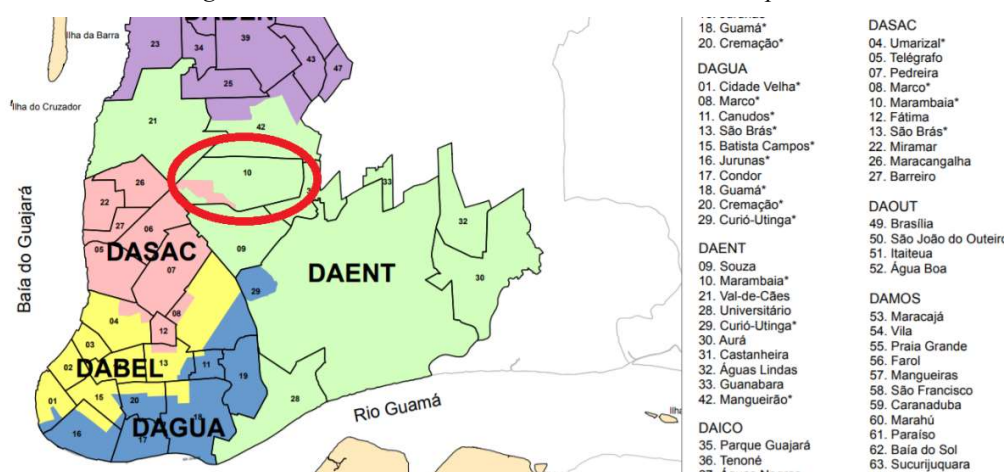 Ilha da Barra
Ilha do Cruzador
Baía do Guajará
Rio Guamá
DASAC
DAENT
DABEL
DAGUA
23
34
39
43
47
25
21
42
10
26
22
27
06
05
07
09
33
32
30
29
04
08
12
03
02
13
11
19
01
15
20
18
16
17
28
18. Guamá*
20. Cremação*
DAGUA
01. Cidade Velha*
08. Marco*
11. Canudos*
13. São Brás*
15. Batista Campos*
16. Jurunas*
17. Condor
18. Guamá*
20. Cremação*
29. Curió-Utinga*
DAENT
09. Souza
10. Marambaia*
21. Val-de-Cães
28. Universitário
29. Curió-Utinga*
30. Aurá
31. Castanheira
32. Águas Lindas
33. Guanabara
42. Mangueirão*
DAICO
35. Parque Guajará
36. Tenoné
DASAC
04. Umarizal*
05. Telégrafo
07. Pedreira
08. Marco*
10. Marambaia*
12. Fátima
13. São Brás*
22. Miramar
26. Maracangalha
27. Barreiro
DAOUT
49. Brasília
50. São João do Outeiro
51. Itaiteua
52. Água Boa
DAMOS
53. Maracajá
54. Vila
55. Praia Grande
56. Farol
57. Mangueiras
58. São Francisco
59. Caranaduba
60. Marahú
61. Paraíso
62. Baía do Sol
63. Sucurijuquara